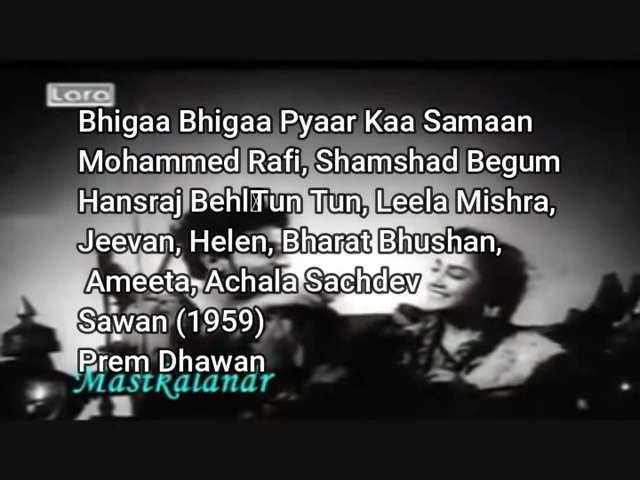 Lara
Bhigaa Bhigaa Pyaar Kaa Samaan
Mohammed Rafi, Shamshad Begum
Hansraj Behl Tun Tun, Leela Mishra,
Jeevan, Helen, Bharat Bhushan,
Ameeta, Achala Sachdev
Sawan (1959)
Prem Dhawan
Mastkalandr